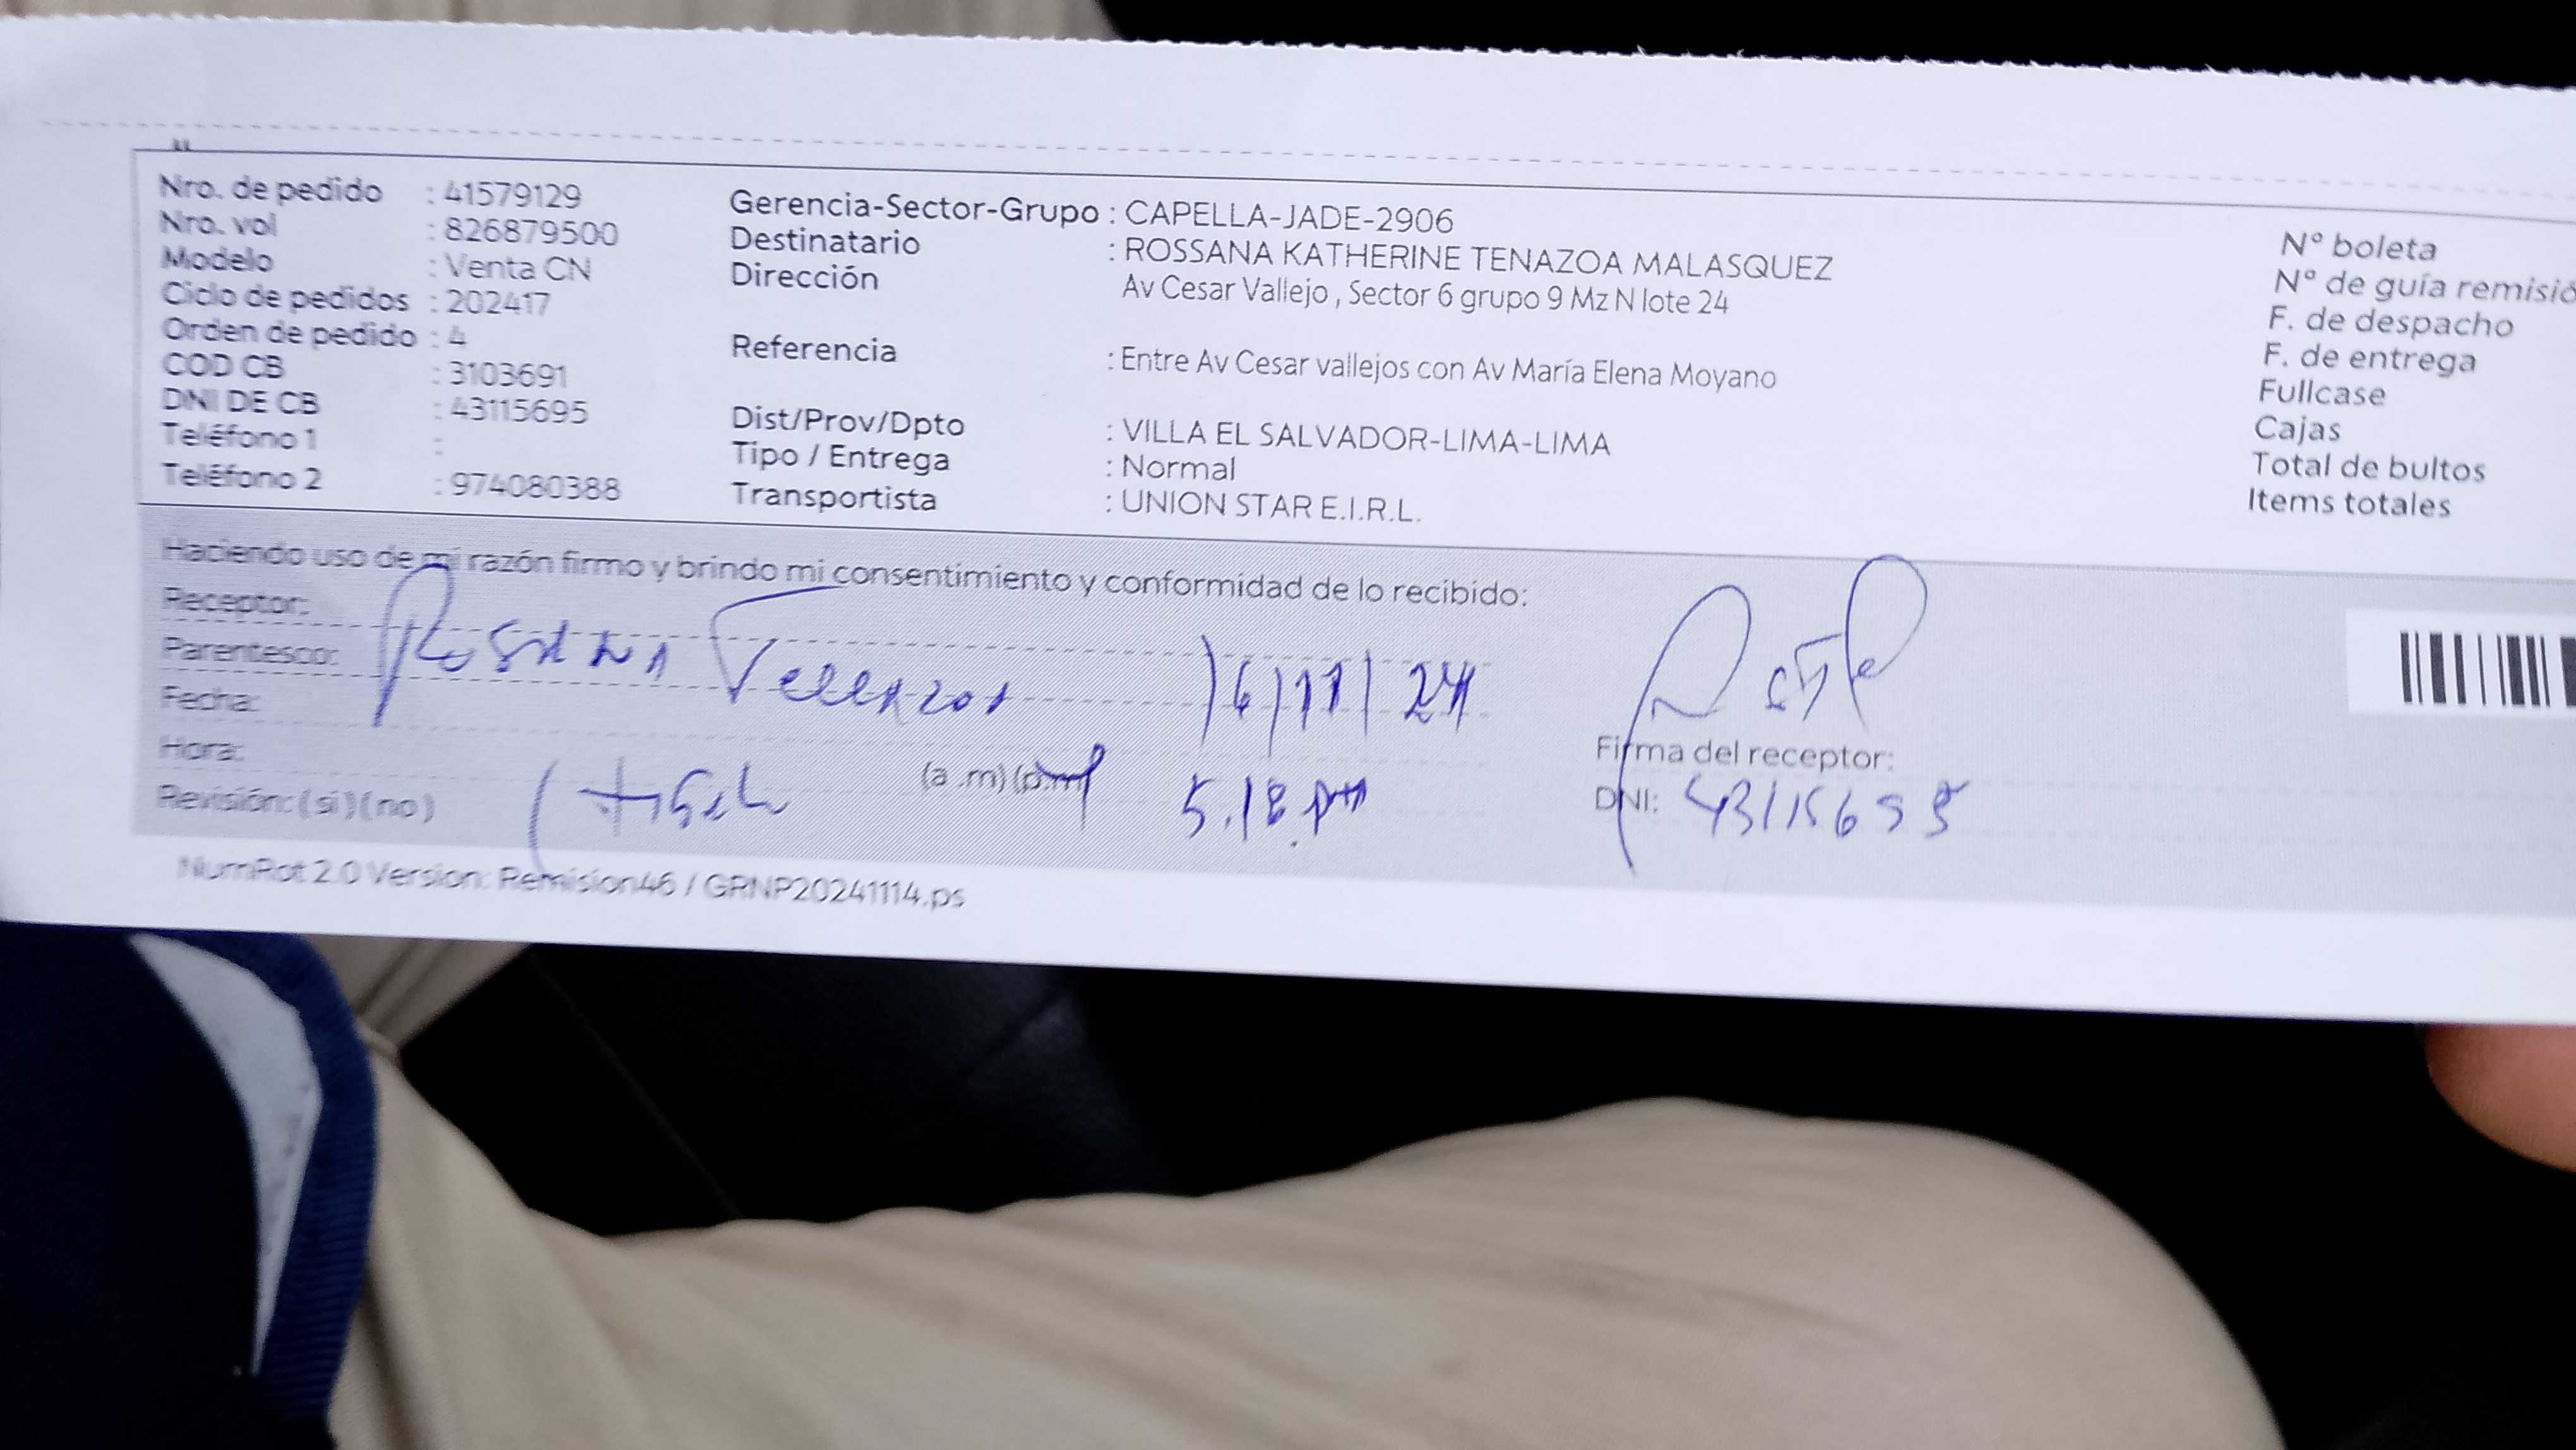 Nro. de pedido : 41579129
Nro. vol : 826879500
Modelo : Venta CN
Ciclo de pedidos : 202417
Orden de pedido : 4
COD CB : 3103691
DNI DE CB : 43115695
Teléfono 1 :
Teléfono 2 : 974080388
Gerencia-Sector-Grupo : CAPELLA-JADE-2906
Destinatario : ROSSANA KATHERINE TENAZOA MALASQUEZ
Dirección Av Cesar Vallejo , Sector 6 grupo 9 Mz N lote 24
Referencia : Entre Av Cesar vallejos con Av María Elena Moyano
Dist/Prov/Dpto : VILLA EL SALVADOR-LIMA-LIMA
Tipo / Entrega : Normal
Transportista : UNION STAR E.I.R.L.
N° boleta
N° de guía remisió
F. de despacho
F. de entrega
Fullcase
Cajas
Total de bultos
Items totales
Haciendo uso de mi razón firmo y brindo mi consentimiento y conformidad de lo recibido:
Receptor:
Parentesco:
Fecha: 16/11/24
Hora: (a .m) (p.m) 5.18 pm
Revisión: ( si ) ( no )
Firma del receptor:
DNI:
NumRot 2.0 Version: Remision46 / GRNP20241114.ps